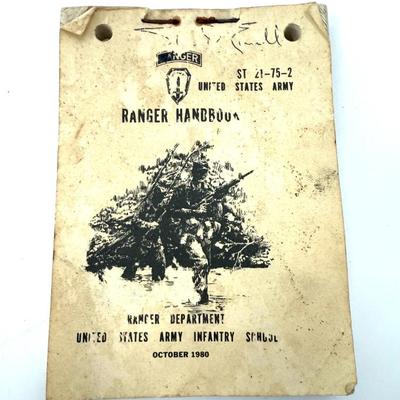 RANGER
ST 21-75-2
UNITED STATES ARMY
RANGER HANDBOOK
RANGER DEPARTMENT
UNITED STATES ARMY INFANTRY SCHOOL
OCTOBER 1980